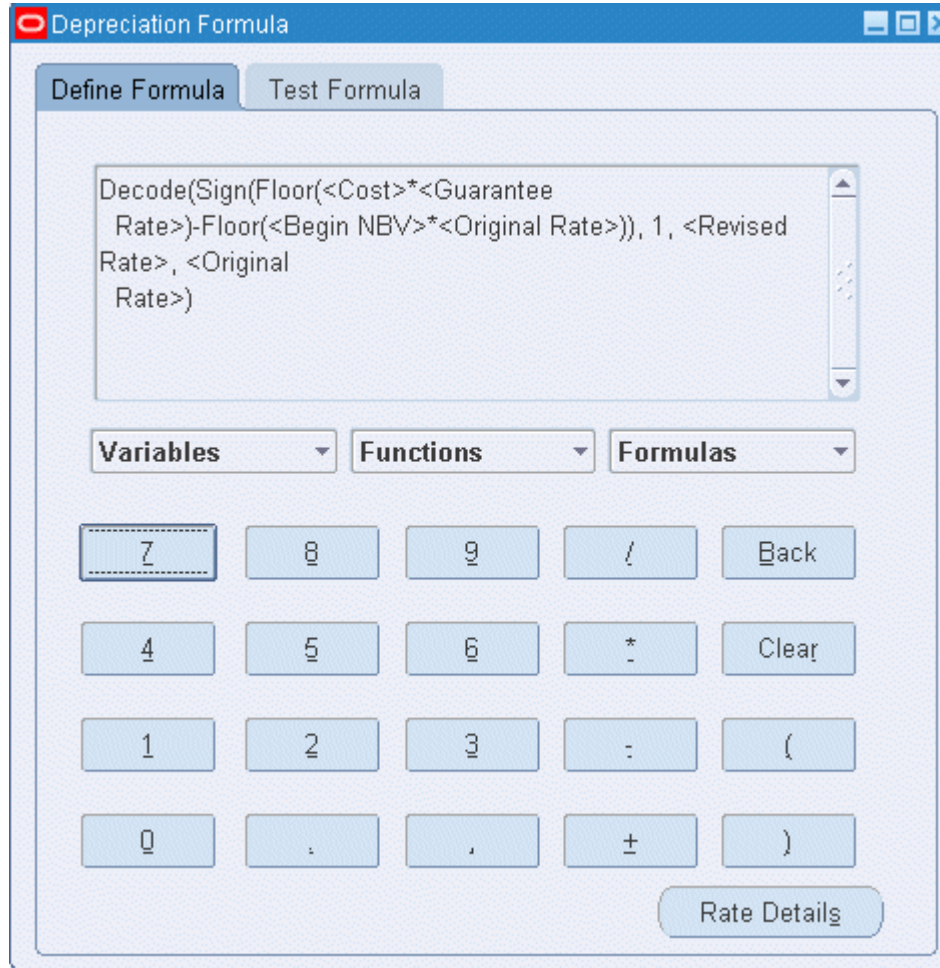 Depreciation Formula
Define Formula
Test Formula
Decode(Sign(Floor(<Cost>*<Guarantee
Rate>)-Floor(<Begin NBV>*<Original Rate>)), 1, <Revised
Rate>, <Original
Rate>)
Variables
Functions
Formulas
7
8
9
/
Back
4
5
6
*
Clear
1
2
3
-
(
0
.
,
±
)
Rate Details